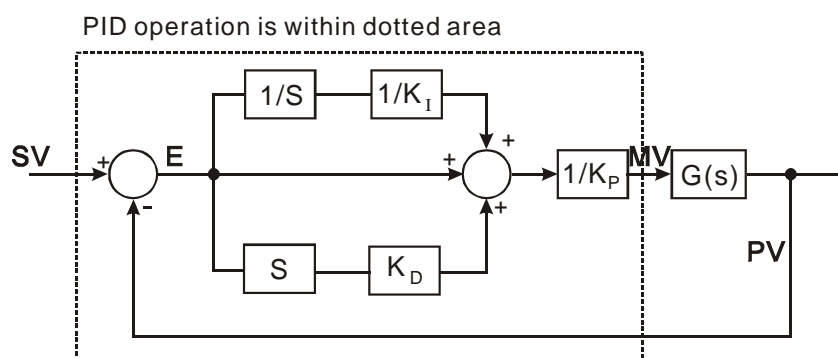 PID operation is within dotted area
1/S
1/K_I
+
SV
+
E
+
1/K_P
MV
G(s)
-
+
S
K_D
PV